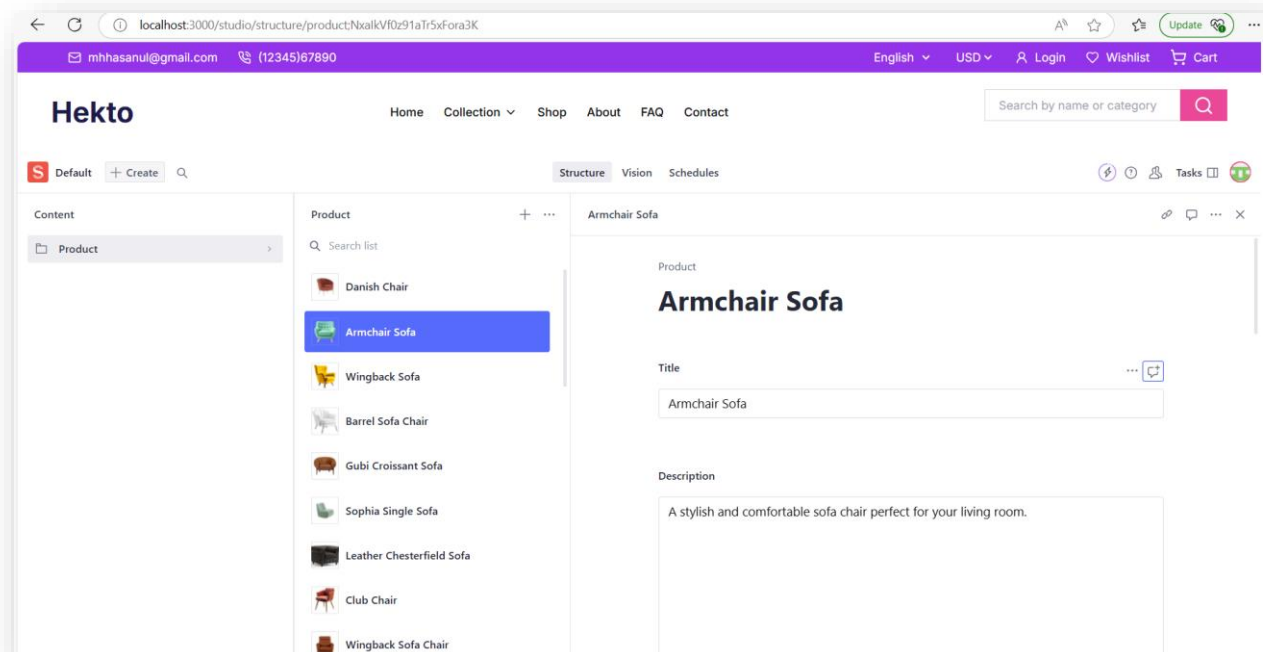 localhost:3000/studio/structure/product;NxalkVf0z91aTr5xFora3K
Update
mhhasanul@gmail.com (12345)67890 English USD Login Wishlist Cart
Hekto Home Collection Shop About FAQ Contact Search by name or category
S Default + Create Structure Vision Schedules Tasks
Content Product Armchair Sofa
Product
Search list
Danish Chair
Armchair Sofa
Wingback Sofa
Barrel Sofa Chair
Gubi Croissant Sofa
Sophia Single Sofa
Leather Chesterfield Sofa
Club Chair
Wingback Sofa Chair
Product
Armchair Sofa
Title
Armchair Sofa
Description
A stylish and comfortable sofa chair perfect for your living room.